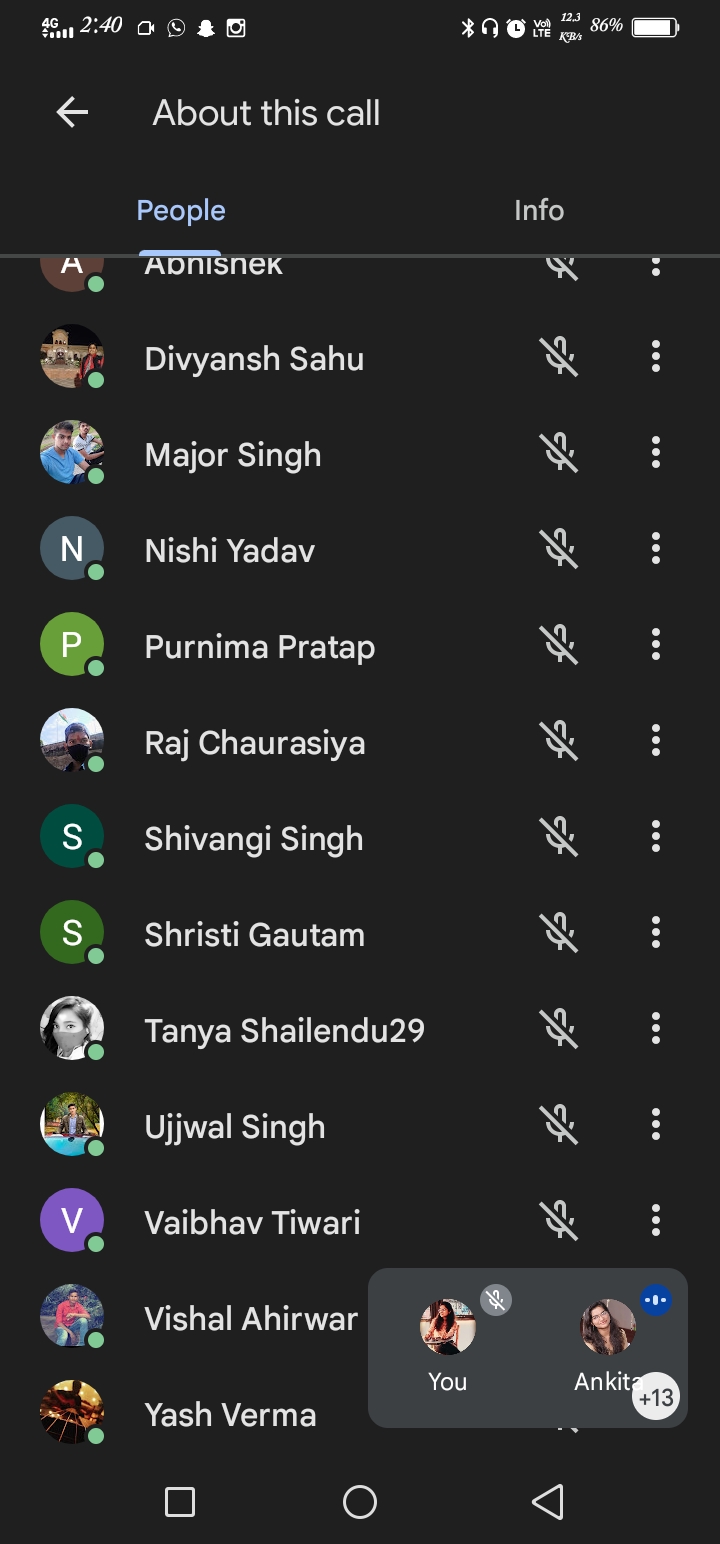 4G 2:40 Vo) LTE 12.3 KB/s 86%
About this call
People Info
A Abhishek
Divyansh Sahu
Major Singh
N Nishi Yadav
P Purnima Pratap
Raj Chaurasiya
S Shivangi Singh
S Shristi Gautam
Tanya Shailendu29
Ujjwal Singh
V Vaibhav Tiwari
Vishal Ahirwar
You Ankita
+13
Yash Verma